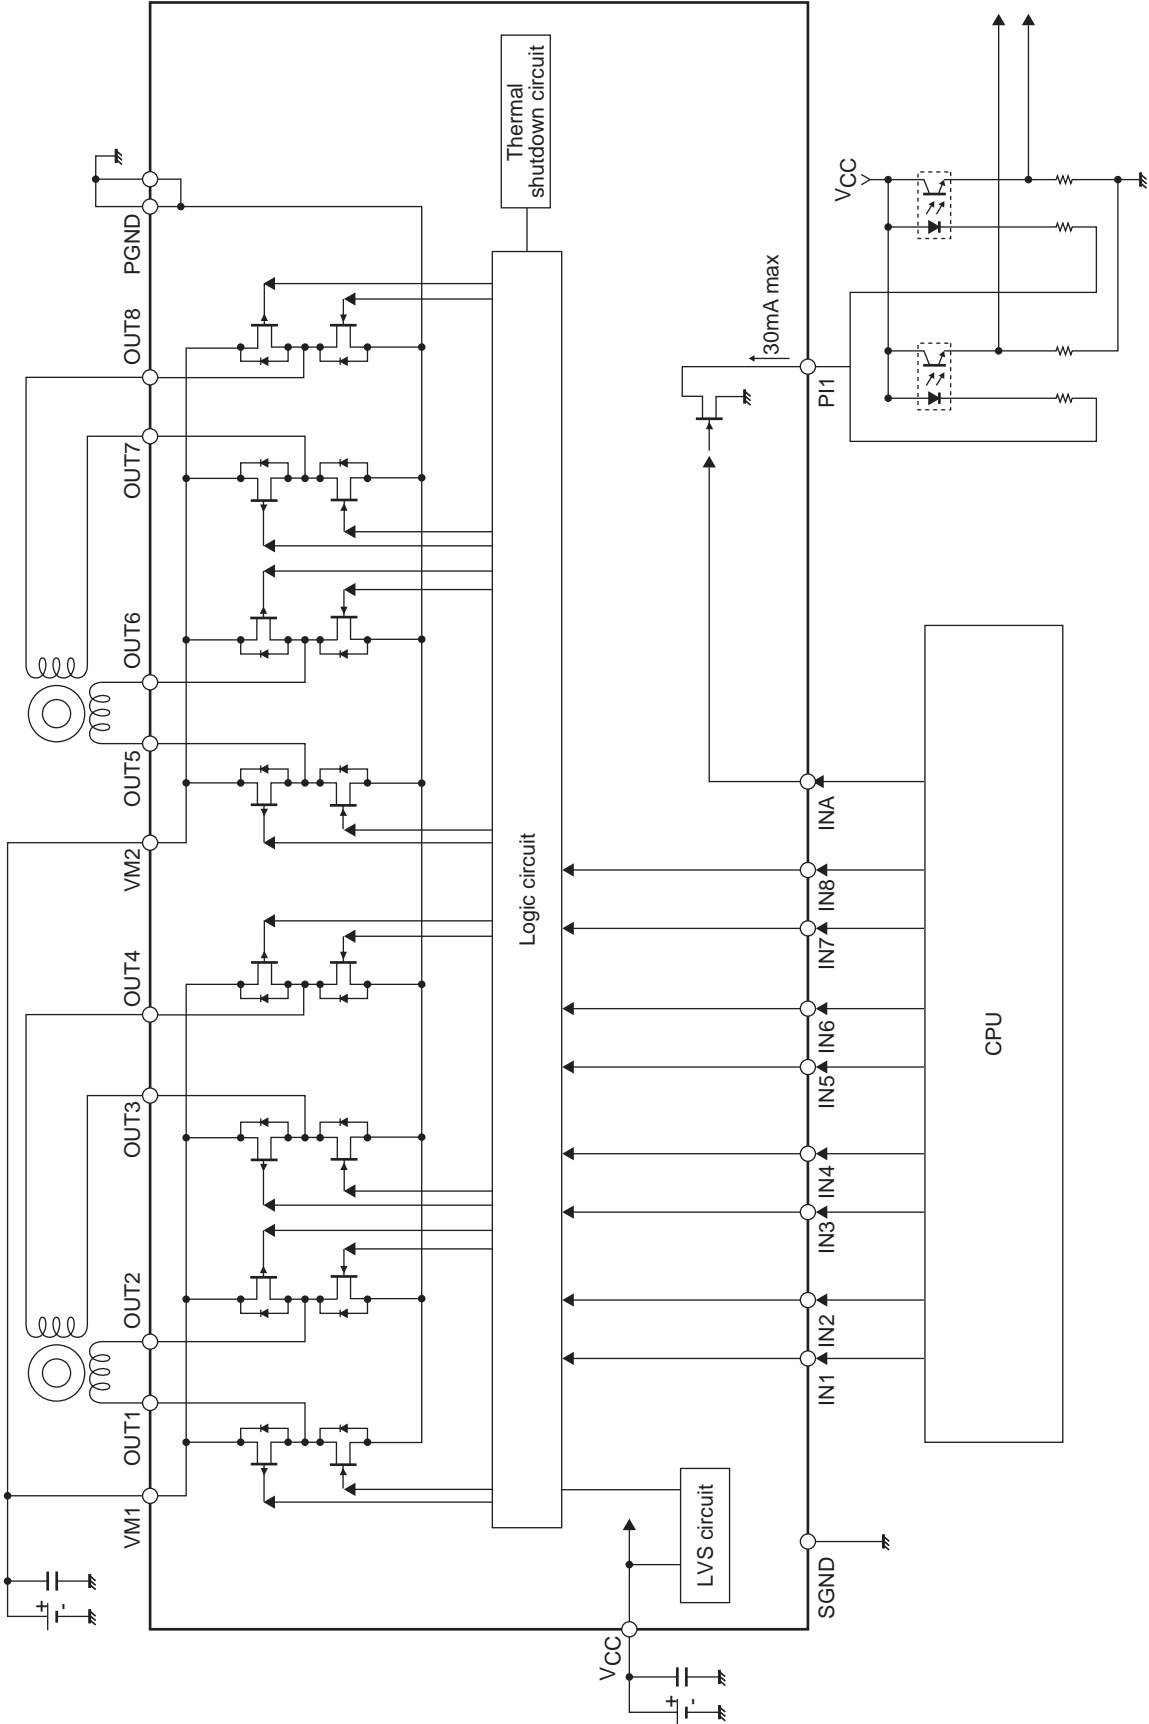 VM1
OUT1
OUT2
OUT3
OUT4
VM2
OUT5
OUT6
OUT7
OUT8
PGND
+
-
Thermal
shutdown circuit
Logic circuit
LVS circuit
VCC
+
-
SGND
IN1
IN2
IN3
IN4
IN5
IN6
IN7
IN8
INA
PI1
30mA max
VCC
CPU